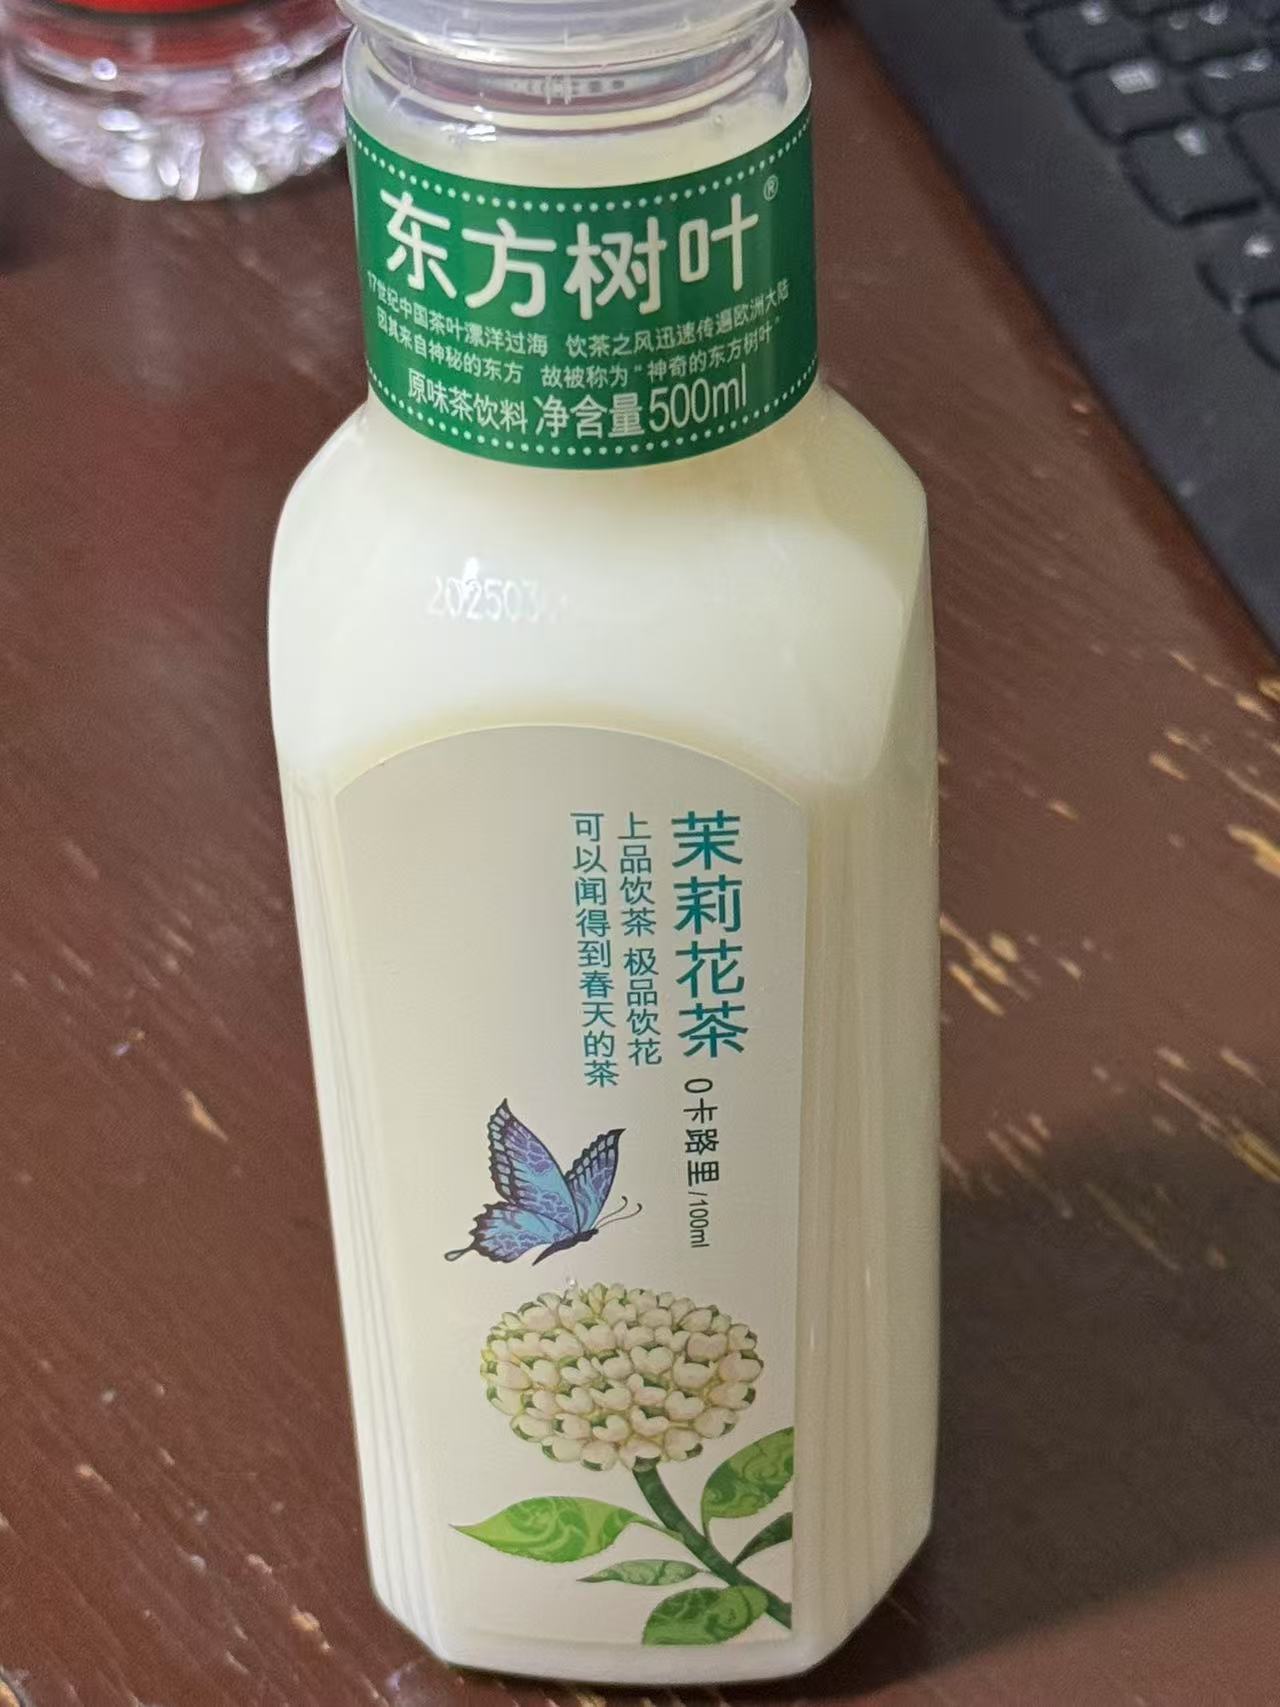 东方树叶®
17世纪中国茶叶漂洋过海 饮茶之风迅速传遍欧洲大陆
因其来自神秘的东方 故被称为“神奇的东方树叶”
原味茶饮料 净含量500ml
202503
茉莉花茶
0卡路里/100ml
上品饮茶 极品饮花
可以闻得到春天的茶